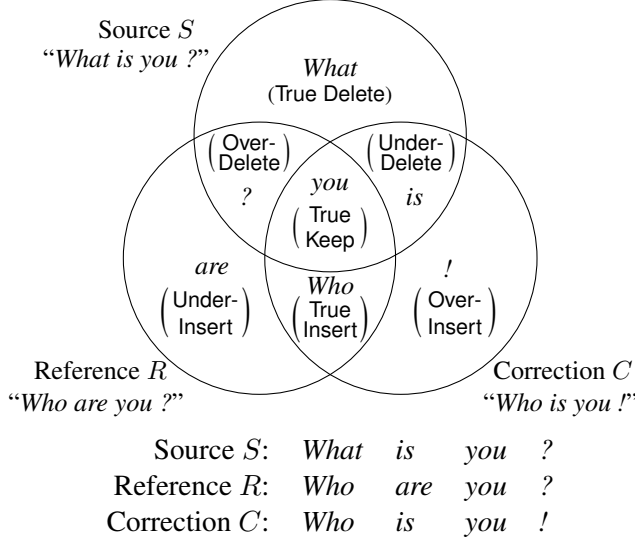 Source S
“What is you ?”
What
(True Delete)
(Over-
Delete)
?
(Under-
Delete)
is
you
(True
Keep)
are
(Under-
Insert)
Who
(True
Insert)
!
(Over-
Insert)
Reference R
“Who are you ?”
Correction C
“Who is you !”
Source S: What is you ?
Reference R: Who are you ?
Correction C: Who is you !